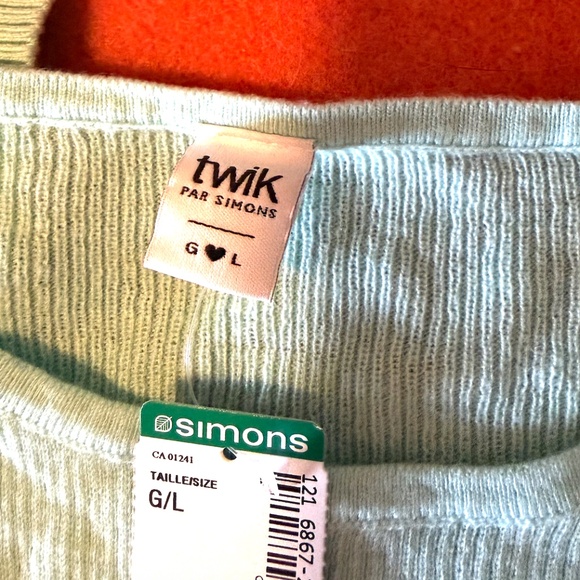 twik
PAR SIMONS
G ♥ L
simons
CA 01241
TAILLE/SIZE
G/L
121 6867-